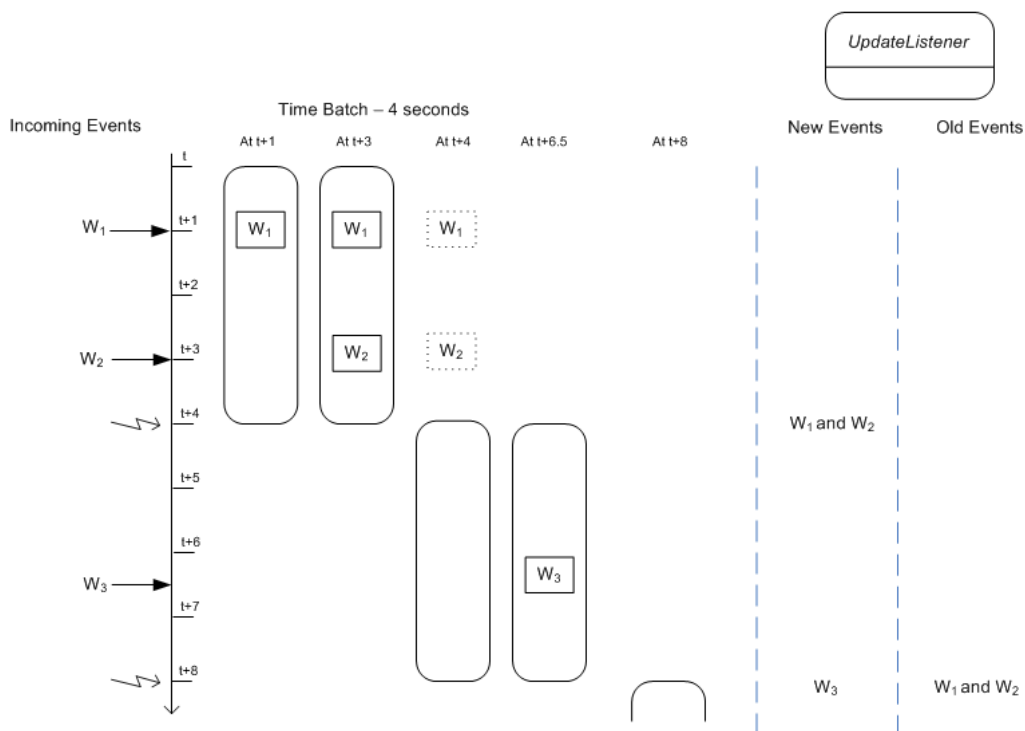 UpdateListener
Time Batch – 4 seconds
Incoming Events
New Events Old Events
At t+1 At t+3 At t+4 At t+6.5 At t+8
t
t+1
W₁ W₁ W₁ W₁
t+2
t+3
W₂ W₂ W₂
t+4
W₁ and W₂
t+5
t+6
W₃ W₃
t+7
t+8
W₃ W₁ and W₂